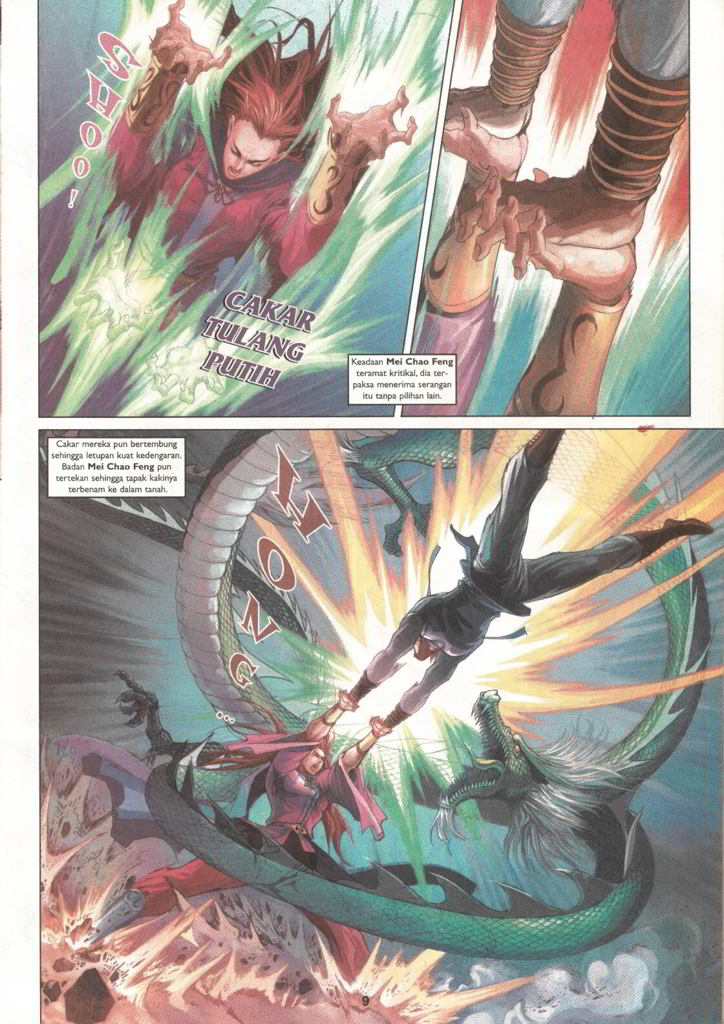 SHOO!
CAKAR
TULANG
PUTIH
Keadaan Mei Chao Feng
teramat kritikal, dia ter-
paksa menerima serangan
itu tanpa pilihan lain.
Cakar mereka pun bertembung
sehingga letupan kuat kedengaran.
Badan Mei Chao Feng pun
tertekan sehingga tapak kakinya
terbenam ke dalam tanah.
HONG...
9